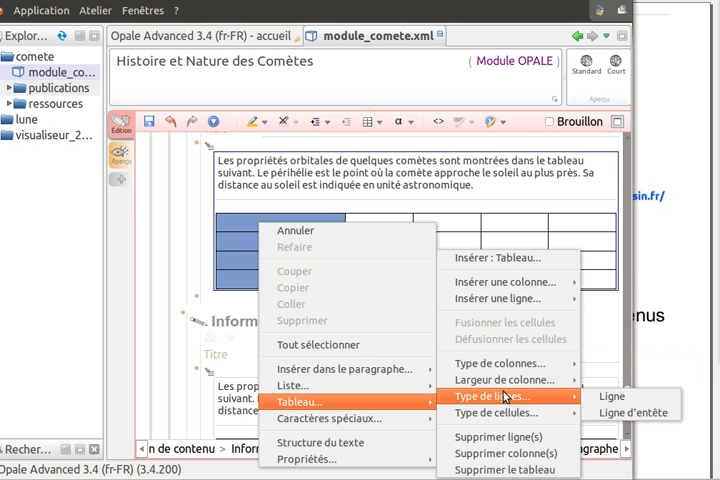 Application Atelier Fenêtres ?
Explor...
Opale Advanced 3.4 (fr-FR) - accueil
module_comete.xml
comete
module_co...
publications
ressources
lune
visualiseur_2...
Histoire et Nature des Comètes
( Module OPALE )
Standard Court
Aperçu
Édition
Brouillon
Aperçu
Les propriétés orbitales de quelques comètes sont montrées dans le tableau
suivant. Le périhélie est le point où la comète approche le soleil au plus près. Sa
distance au soleil est indiquée en unité astronomique.
sin.fr/
Annuler
Refaire
Couper
Copier
Coller
Supprimer
Tout sélectionner
Insérer dans le paragraphe...
Liste...
Tableau...
Caractères spéciaux...
Structure du texte
Propriétés...
Insérer : Tableau...
Insérer une colonne...
Insérer une ligne...
Fusionner les cellules
Défusionner les cellules
Type de colonnes...
Largeur de colonne...
Type de lignes...
Type de cellules...
Supprimer ligne(s)
Supprimer colonne(s)
Supprimer le tableau
Ligne
Ligne d'entête
enus
Inform
Titre
Les prop
suivant.
distance
Recher...
n de contenu > Inforr
aragraphe
Opale Advanced (fr-FR) (3.4.200)